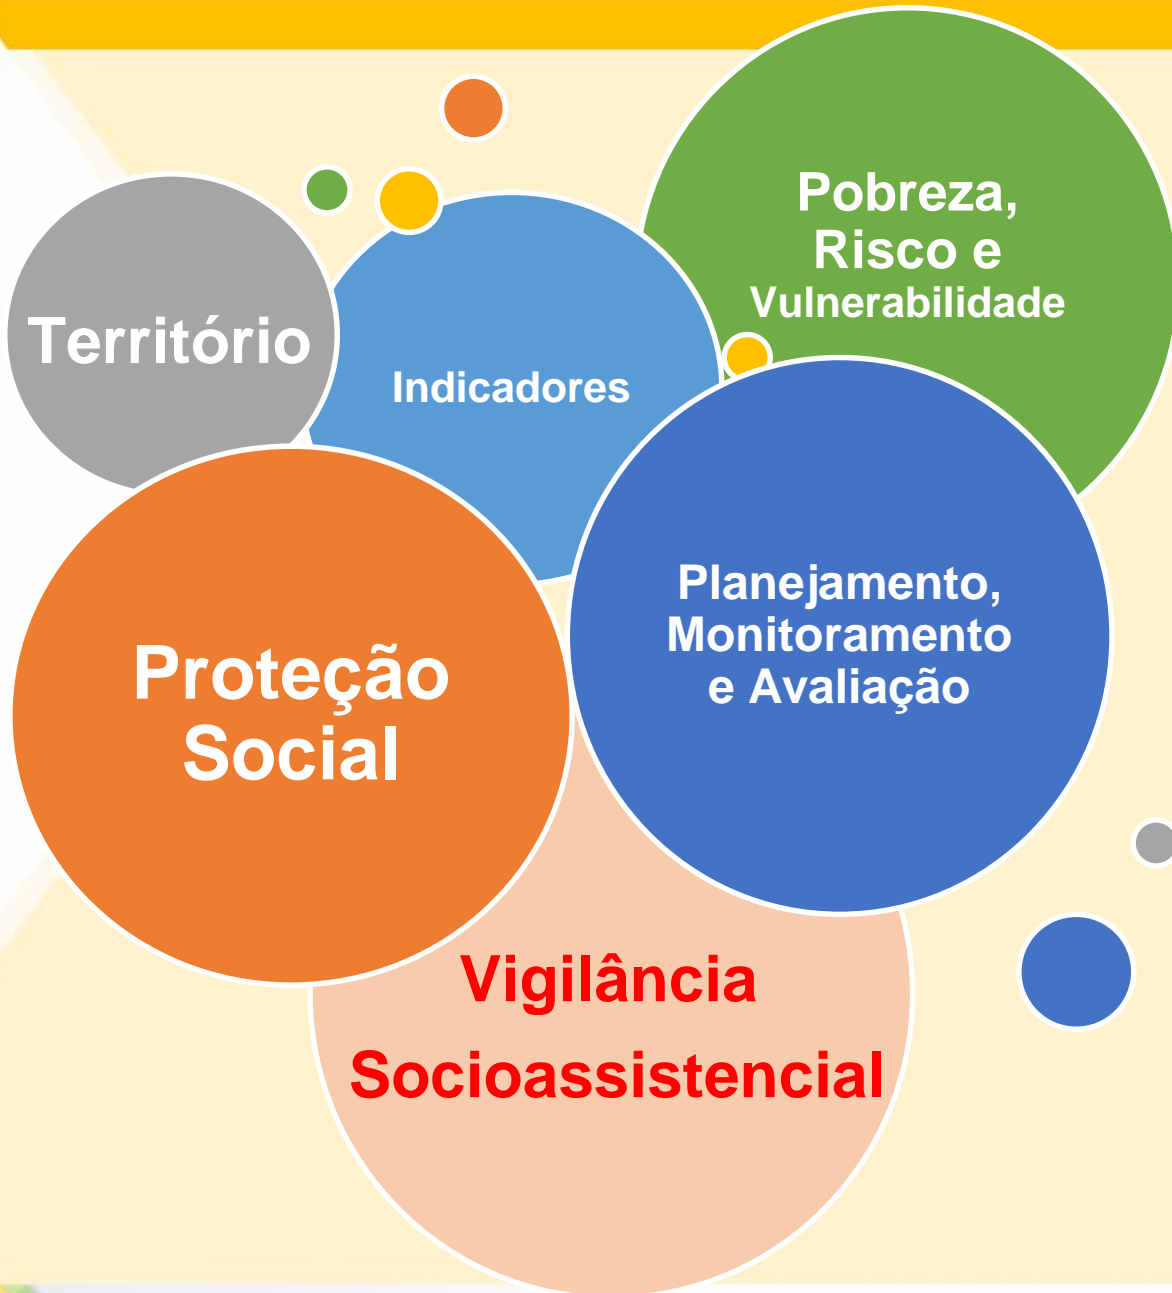 Pobreza,
Risco e
Vulnerabilidade
Território
Indicadores
Planejamento,
Monitoramento
e Avaliação
Proteção
Social
Vigilância
Socioassistencial